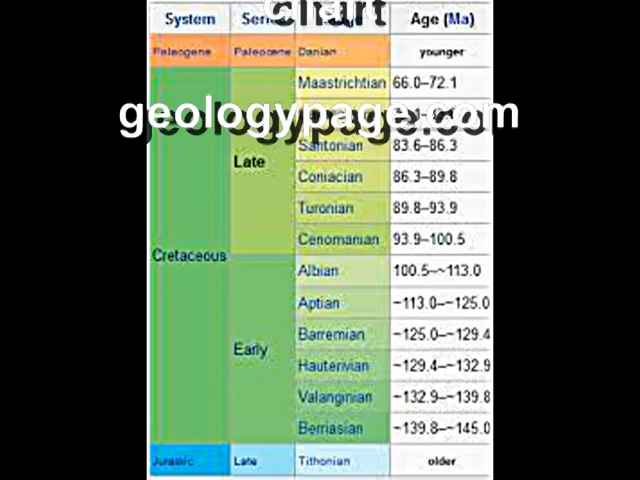 chart
System Series Age (Ma)
Paleogene Paleocene Danian younger
Maastrichtian 66.0–72.1
geologypage.com
Santonian 83.6–86.3
Late
Coniacian 86.3–89.8
Turonian 89.8–93.9
Cenomanian 93.9–100.5
Cretaceous
Albian 100.5–~113.0
Aptian ~113.0–~125.0
Barremian ~125.0–~129.4
Early
Hauterivian ~129.4–~132.9
Valanginian ~132.9–~139.8
Berriasian ~139.8–~145.0
Jurassic Late Tithonian older